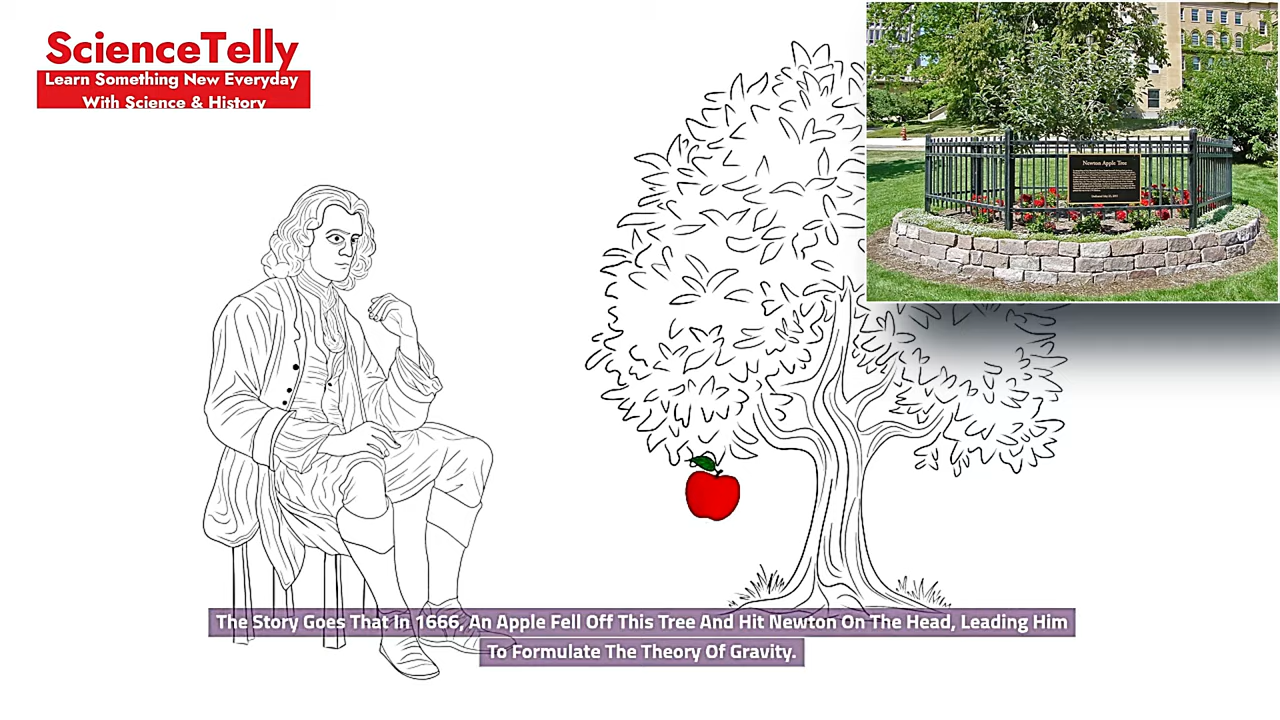 ScienceTelly
Learn Something New Everyday
With Science & History
Newton Apple Tree
The Story Goes That In 1666, An Apple Fell Off This Tree And Hit Newton On The Head, Leading Him
To Formulate The Theory Of Gravity.